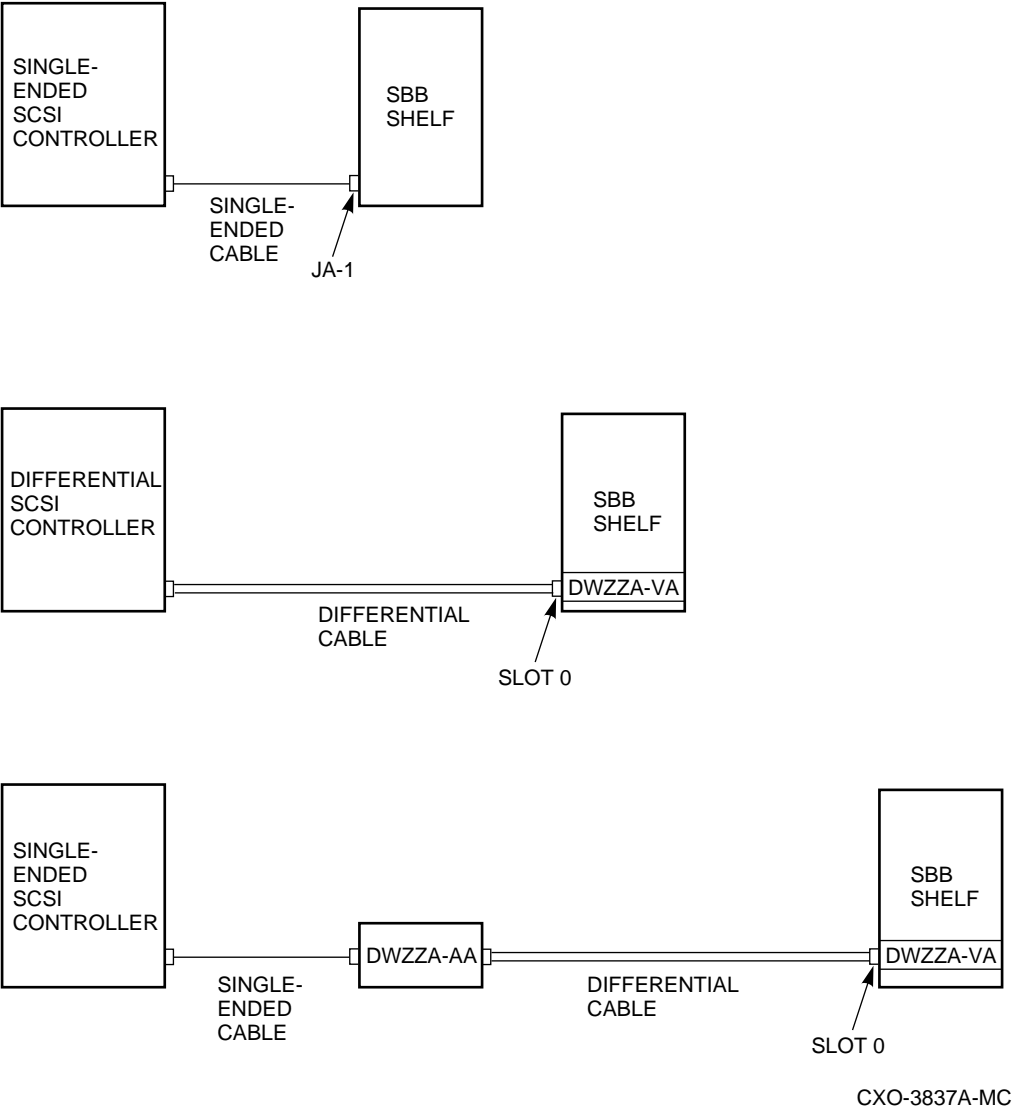 SINGLE-
ENDED
SCSI
CONTROLLER
SBB
SHELF
SINGLE-
ENDED
CABLE
JA-1
DIFFERENTIAL
SCSI
CONTROLLER
SBB
SHELF
DWZZA-VA
DIFFERENTIAL
CABLE
SLOT 0
SINGLE-
ENDED
SCSI
CONTROLLER
SBB
SHELF
DWZZA-AA
DWZZA-VA
SINGLE-
ENDED
CABLE
DIFFERENTIAL
CABLE
SLOT 0
CXO-3837A-MC